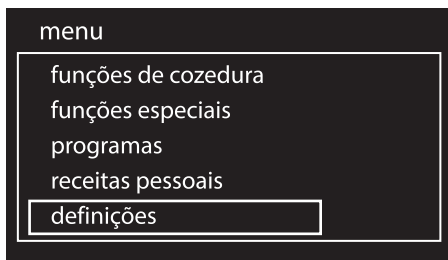 menu
funções de cozedura
funções especiais
programas
receitas pessoais
definições